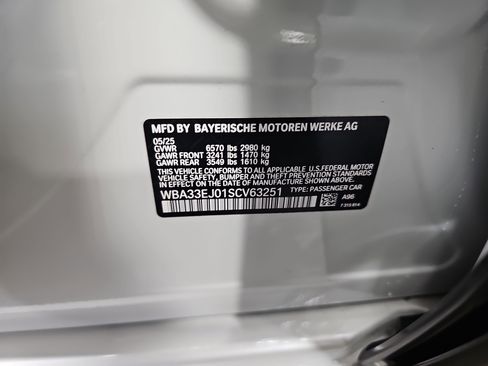 MFD BY BAYERISCHE MOTOREN WERKE AG
05/25
GVWR 6570 lbs 2980 kg
GAWR FRONT 3241 lbs 1470 kg
GAWR REAR 3549 lbs 1610 kg
THIS VEHICLE CONFORMS TO ALL APPLICABLE U.S.FEDERAL MOTOR
VEHICLE SAFETY, BUMPER, AND THEFT PREVENTION STANDARDS IN
EFFECT ON THE DATE OF MANUFACTURE SHOWN ABOVE.
WBA33EJ01SCV63251 TYPE: PASSENGER CAR
A96